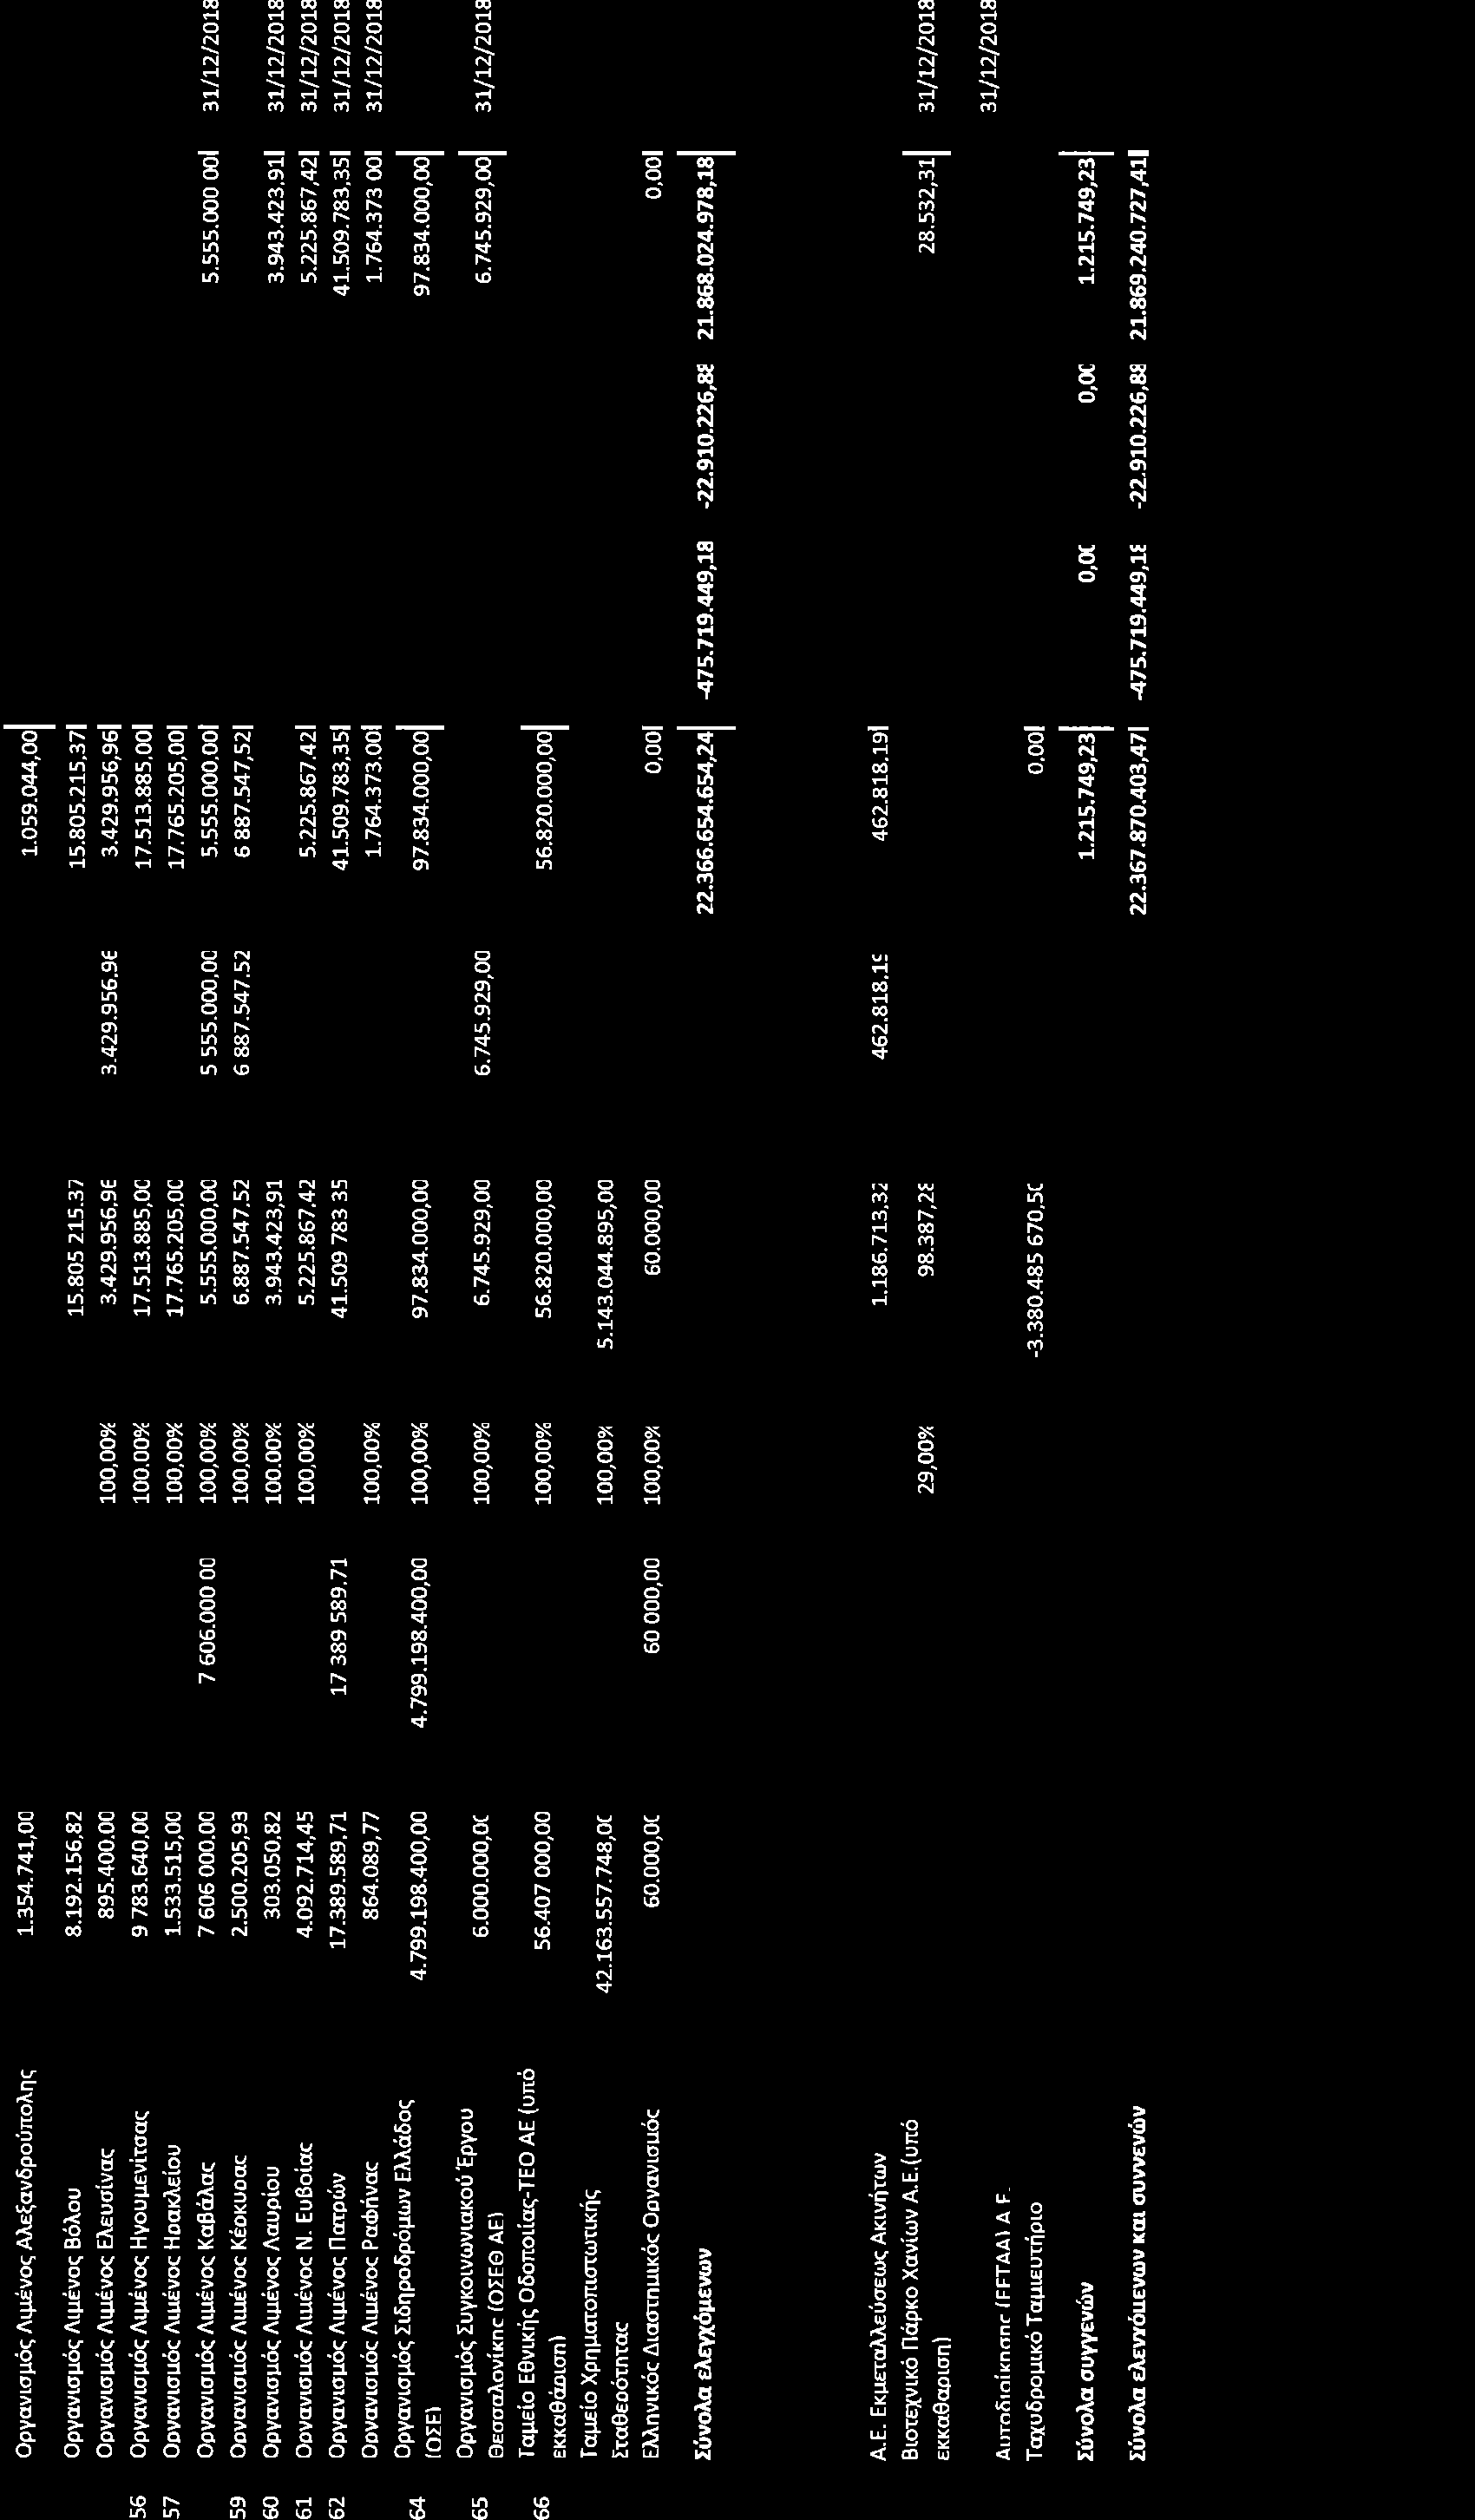 Οργανισμός Λιμένος Αλεξανδρούπολης 1.354.741,00 1.059.044,00
Οργανισμός Λιμένος Βόλου 8.192.156,82 15.805 215.37 15.805.215,37
Οργανισμός Λιμένος Ελευσίνας 895.400.00 100,00% 3.429.956,96 3.429.956.96 3.429.956,96
56 Οργανισμός Λιμένος Ηγουμενίτσας 9 783.640,00 100.00% 17.513.885,00 17.513.885,00
57 Οργανισμός Λιμένος Ηρακλείου 1.533.515,00 100,00% 17.765.205,00 17.765.205,00
Οργανισμός Λιμένος Καβάλας 7 606 000.00 7 606.000 00 100,00% 5.555.000,00 5 555.000,00 5.555.000.00 5.555.000 00 31/12/2018
59 Οργανισμός Λιμένος Κέρκυρας 2.500.205,93 100,00% 6.887.547,52 6 887.547.52 6 887.547,52
60 Οργανισμός Λιμένος Λαυρίου 303.050,82 100.00% 3.943.423,91 3.943.423,91 31/12/2018
61 Οργανισμός Λιμένος Ν. Ευβοίας 4.092.714,45 100,00% 5.225.867,42 5.225.867.42 5.225.867,42 31/12/2018
62 Οργανισμός Λιμένος Πατρών 17.389.589,71 17 389 589,71 41.509 783 35 41.509.783,35 41.509.783,35 31/12/2018
Οργανισμός Λιμένος Ραφήνας 864.089,77 100,00% 1.764.373,00 1.764.373 00 31/12/2018
64 Οργανισμός Σιδηροδρόμων Ελλάδος 4.799.198.400,00 4.799.198.400,00 100,00% 97.834.000,00 97.834.000,00 97.834.000,00
(ΟΣΕ)
65 Οργανισμός Συγκοινωνιακού Έργου 6.000.000,00 100,00% 6.745.929,00 6.745.929,00 6.745.929,00 31/12/2018
Θεσσαλονίκης (ΟΣΕΘ ΑΕ)
66 Ταμείο Εθνικής Οδοποιίας-ΤΕΟ ΑΕ (υπό 56.407 000,00 100,00% 56.820.000,00 56.820.000,00
εκκαθάριση)
Ταμείο Χρηματοπιστωτικής 42.163.557.748,00 100,00% 5.143.044.895,00
Σταθερότητας
Ελληνικός Διαστημικός Οργανισμός 60.000,00 60 000,00 100,00% 60.000,00 0,00 0,00
Σύνολα ελεγχόμενων 22.366.654.654,24 -475.719.449,18 -22.910.226,88 21.868.024.978,18
Α.Ε. Εκμεταλλεύσεως Ακινήτων 1.186.713,32 462.818,19 462.818.19
Βιοτεχνικό Πάρκο Χανίων Α.Ε.(υπό 29,00% 98.387,28 28.532,31 31/12/2018
εκκαθαριση)
Αυτοδιοίκησης (ΕΕΤΑΑ) Α Ε. 31/12/2018
Ταχυδρομικό Ταμιευτήριο -3.380.485 670,50 0,00
Σύνολα συγγενών 1.215.749,23 0,00 0,00 1.215.749,23
Σύνολα ελεγχόμενων και συγγενών 22.367.870.403,47 -475.719.449,18 -22.910.226,88 21.869.240.727,41